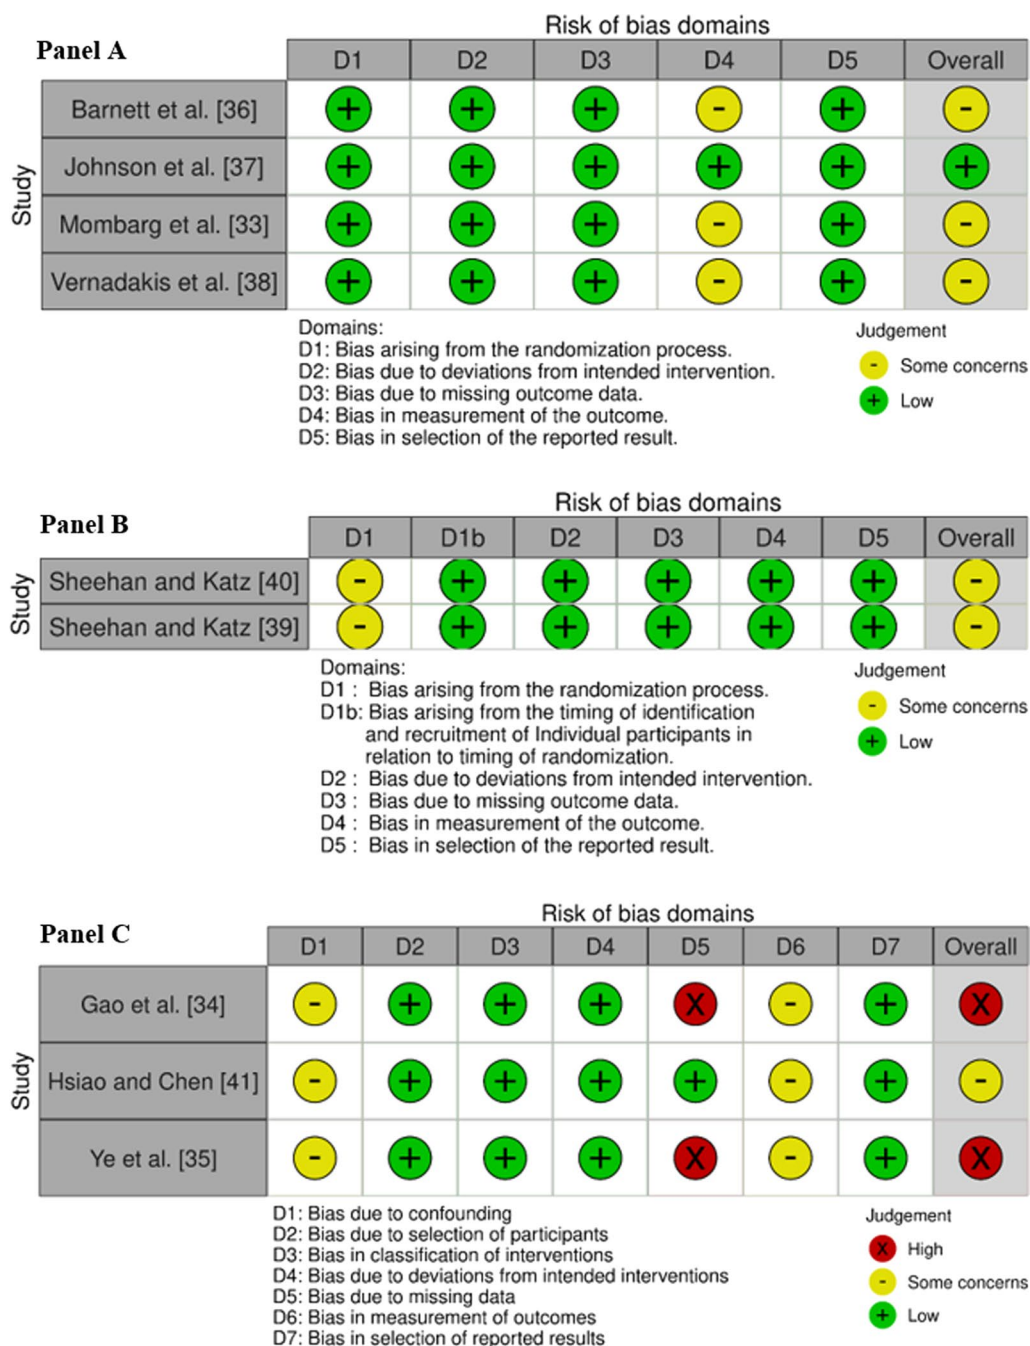 Panel A
Risk of bias domains
D1 D2 D3 D4 D5 Overall
Study
Barnett et al. [36] + + + - + -
Johnson et al. [37] + + + + + +
Mombarg et al. [33] + + + - + -
Vernadakis et al. [38] + + + - + -
Domains:
D1: Bias arising from the randomization process.
D2: Bias due to deviations from intended intervention.
D3: Bias due to missing outcome data.
D4: Bias in measurement of the outcome.
D5: Bias in selection of the reported result.
Judgement
- Some concerns
+ Low
Panel B
Risk of bias domains
D1 D1b D2 D3 D4 D5 Overall
Study
Sheehan and Katz [40] - + + + + + -
Sheehan and Katz [39] - + + + + + -
Domains:
D1 : Bias arising from the randomization process.
D1b: Bias arising from the timing of identification
and recruitment of Individual participants in
relation to timing of randomization.
D2 : Bias due to deviations from intended intervention.
D3 : Bias due to missing outcome data.
D4 : Bias in measurement of the outcome.
D5 : Bias in selection of the reported result.
Judgement
- Some concerns
+ Low
Panel C
Risk of bias domains
D1 D2 D3 D4 D5 D6 D7 Overall
Study
Gao et al. [34] - + + + X - + X
Hsiao and Chen [41] - + + + + - + -
Ye et al. [35] - + + + X - + X
D1: Bias due to confounding
D2: Bias due to selection of participants
D3: Bias in classification of interventions
D4: Bias due to deviations from intended interventions
D5: Bias due to missing data
D6: Bias in measurement of outcomes
D7: Bias in selection of reported results
Judgement
X High
- Some concerns
+ Low